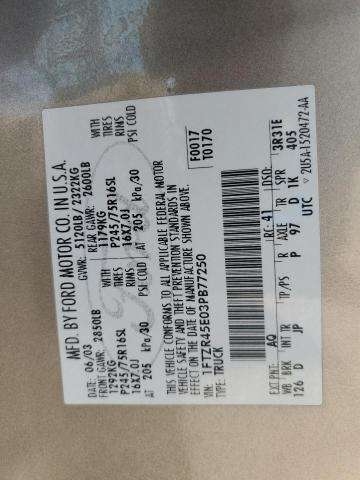 MFD. BY FORD MOTOR CO. IN U.S.A.
DATE: 06/03 GVWR: 5120LB / 2322KG
FRONT GAWR: 2850LB REAR GAWR: 2600LB
1292KG WITH 1179KG WITH
P245/75R16SL TIRES P245/75R16SL TIRES
16X7.0J RIMS 16X7.0J RIMS
AT 205 kPa/30 PSI COLD AT 205 kPa/30 PSI COLD
THIS VEHICLE CONFORMS TO ALL APPLICABLE FEDERAL MOTOR
VEHICLE SAFETY AND THEFT PREVENTION STANDARDS IN
EFFECT ON THE DATE OF MANUFACTURE SHOWN ABOVE.
VIN: 1FTZR45E03PB77250 F0017
TYPE: TRUCK T0170
EXT PNT: AQ RC: 41 DSO:
WB BRK INT TR TP/PS R AXLE TR SPR 3R31E
126 D JP P 97 D 1K 405
UTC ▽ 2U5A-1520472-AA